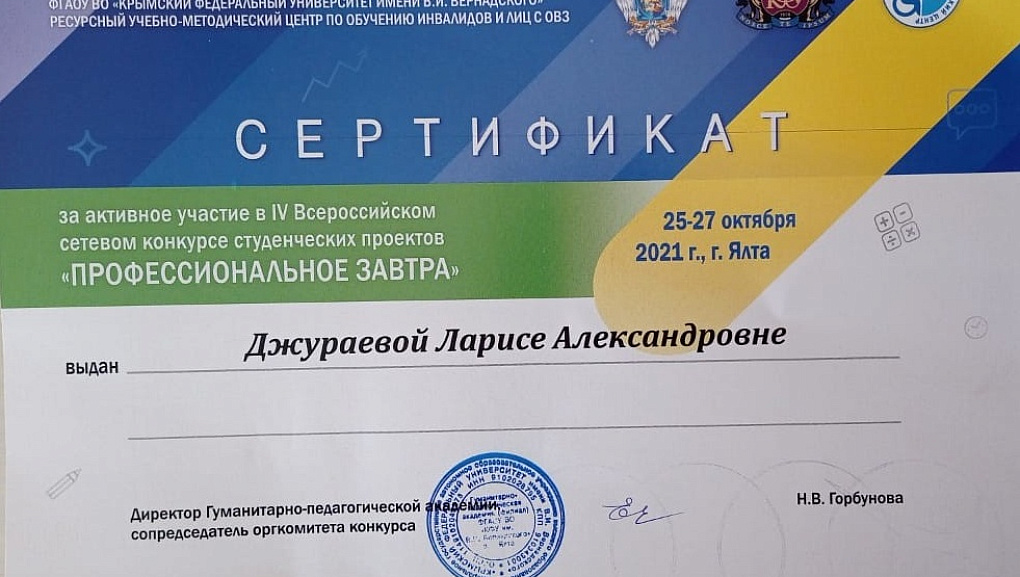 ФГАОУ ВО «КРЫМСКИЙ ФЕДЕРАЛЬНЫЙ УНИВЕРСИТЕТ ИМЕНИ В.И. ВЕРНАДСКОГО»
РЕСУРСНЫЙ УЧЕБНО-МЕТОДИЧЕСКИЙ ЦЕНТР ПО ОБУЧЕНИЮ ИНВАЛИДОВ И ЛИЦ С ОВЗ
СЕРТИФИКАТ
за активное участие в IV Всероссийском
сетевом конкурсе студенческих проектов
«ПРОФЕССИОНАЛЬНОЕ ЗАВТРА»
25-27 октября
2021 г., г. Ялта
выдан Джураевой Ларисе Александровне
Директор Гуманитарно-педагогической академии,
сопредседатель оргкомитета конкурса
Н.В. Горбунова